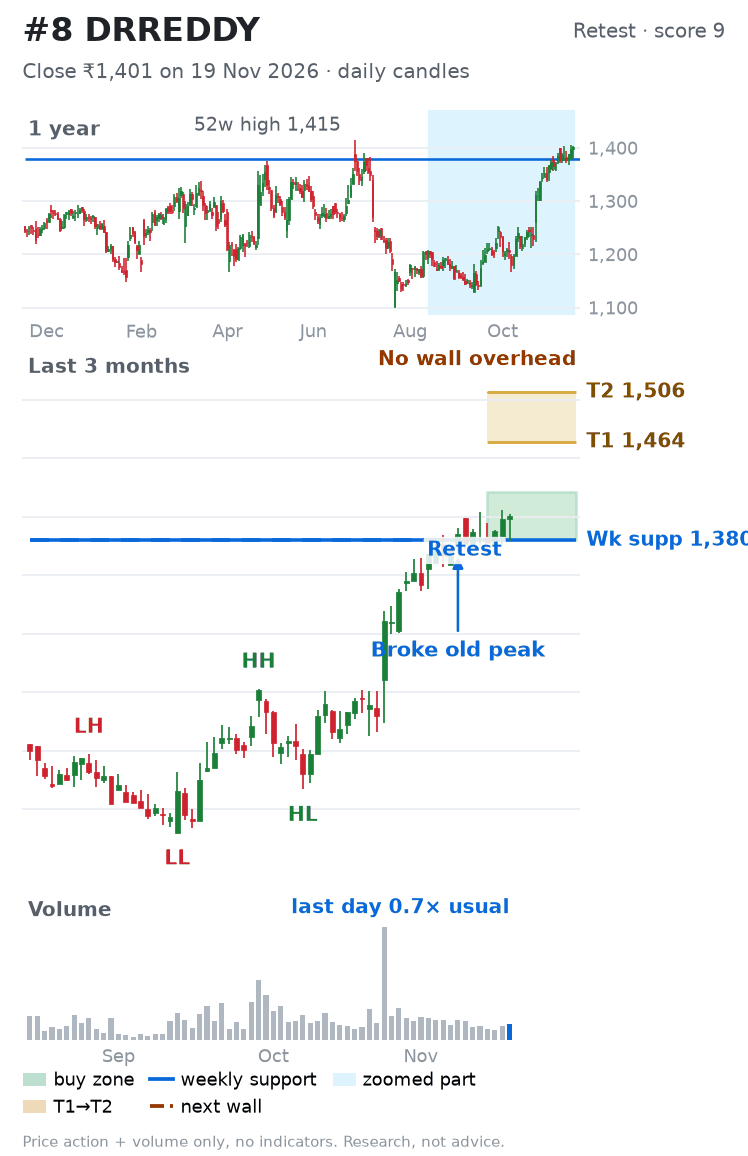 #8 DRREDDY
Retest · score 9
Close ₹1,401 on 19 Nov 2026 · daily candles
1 year
52w high 1,415
1,400
1,300
1,200
1,100
Dec Feb Apr Jun Aug Oct
Last 3 months
No wall overhead
T2 1,506
T1 1,464
Wk supp 1,380
Retest
Broke old peak
HH
LH
HL
LL
Volume
last day 0.7× usual
Sep Oct Nov
buy zone weekly support zoomed part
T1→T2 next wall
Price action + volume only, no indicators. Research, not advice.